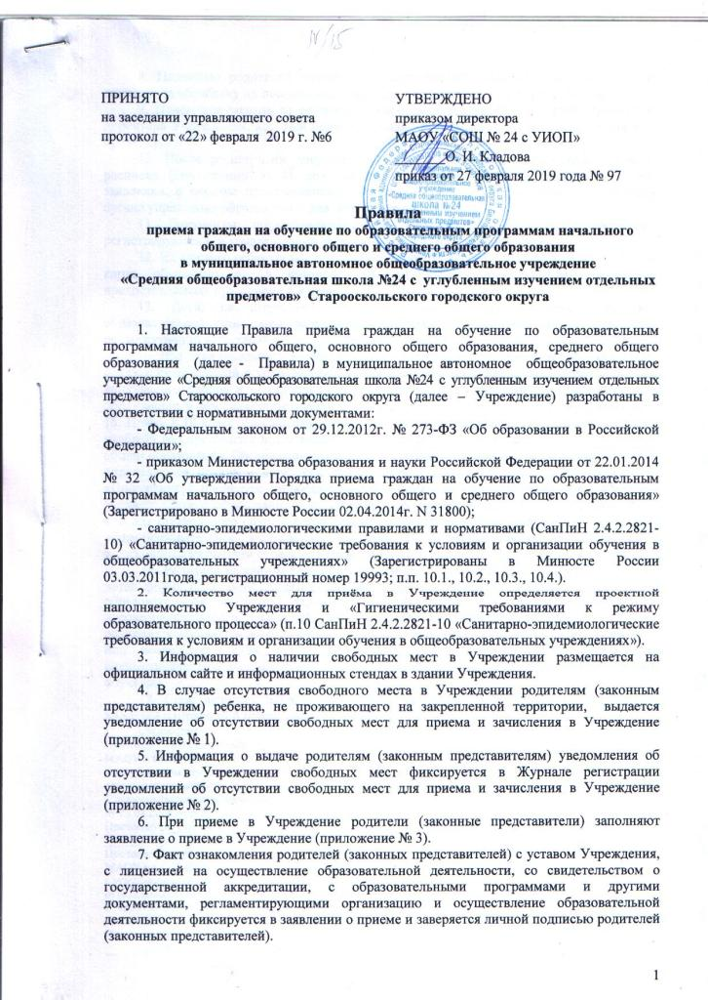 N/15
ПРИНЯТО
на заседании управляющего совета
протокол от «22» февраля 2019 г. №6
УТВЕРЖДЕНО
приказом директора
МАОУ «СОШ № 24 с УИОП»
О. И. Кладова
приказ от 27 февраля 2019 года № 97
Правила
приема граждан на обучение по образовательным программам начального
общего, основного общего и среднего общего образования
в муниципальное автономное общеобразовательное учреждение
«Средняя общеобразовательная школа №24 с углубленным изучением отдельных
предметов» Старооскольского городского округа
1. Настоящие Правила приёма граждан на обучение по образовательным
программам начального общего, основного общего образования, среднего общего
образования (далее - Правила) в муниципальное автономное общеобразовательное
учреждение «Средняя общеобразовательная школа №24 с углубленным изучением отдельных
предметов» Старооскольского городского округа (далее – Учреждение) разработаны в
соответствии с нормативными документами:
- Федеральным законом от 29.12.2012г. № 273-ФЗ «Об образовании в Российской
Федерации»;
- приказом Министерства образования и науки Российской Федерации от 22.01.2014
№ 32 «Об утверждении Порядка приема граждан на обучение по образовательным
программам начального общего, основного общего и среднего общего образования»
(Зарегистрировано в Минюсте России 02.04.2014г. N 31800);
- санитарно-эпидемиологическими правилами и нормативами (СанПиН 2.4.2.2821-
10) «Санитарно-эпидемиологические требования к условиям и организации обучения в
общеобразовательных учреждениях» (Зарегистрированы в Минюсте России
03.03.2011года, регистрационный номер 19993; п.п. 10.1., 10.2., 10.3., 10.4.).
2. Количество мест для приёма в Учреждение определяется проектной
наполняемостью Учреждения и «Гигиеническими требованиями к режиму
образовательного процесса» (п.10 СанПиН 2.4.2.2821-10 «Санитарно-эпидемиологические
требования к условиям и организации обучения в общеобразовательных учреждениях»).
3. Информация о наличии свободных мест в Учреждении размещается на
официальном сайте и информационных стендах в здании Учреждения.
4. В случае отсутствия свободного места в Учреждении родителям (законным
представителям) ребенка, не проживающего на закрепленной территории, выдается
уведомление об отсутствии свободных мест для приема и зачисления в Учреждение
(приложение № 1).
5. Информация о выдаче родителям (законным представителям) уведомления об
отсутствии в Учреждении свободных мест фиксируется в Журнале регистрации
уведомлений об отсутствии свободных мест для приема и зачисления в Учреждение
(приложение № 2).
6. При приеме в Учреждение родители (законные представители) заполняют
заявление о приеме в Учреждение (приложение № 3).
7. Факт ознакомления родителей (законных представителей) с уставом Учреждения,
с лицензией на осуществление образовательной деятельности, со свидетельством о
государственной аккредитации, с образовательными программами и другими
документами, регламентирующими организацию и осуществление образовательной
деятельности фиксируется в заявлении о приеме и заверяется личной подписью родителей
(законных представителей).
1